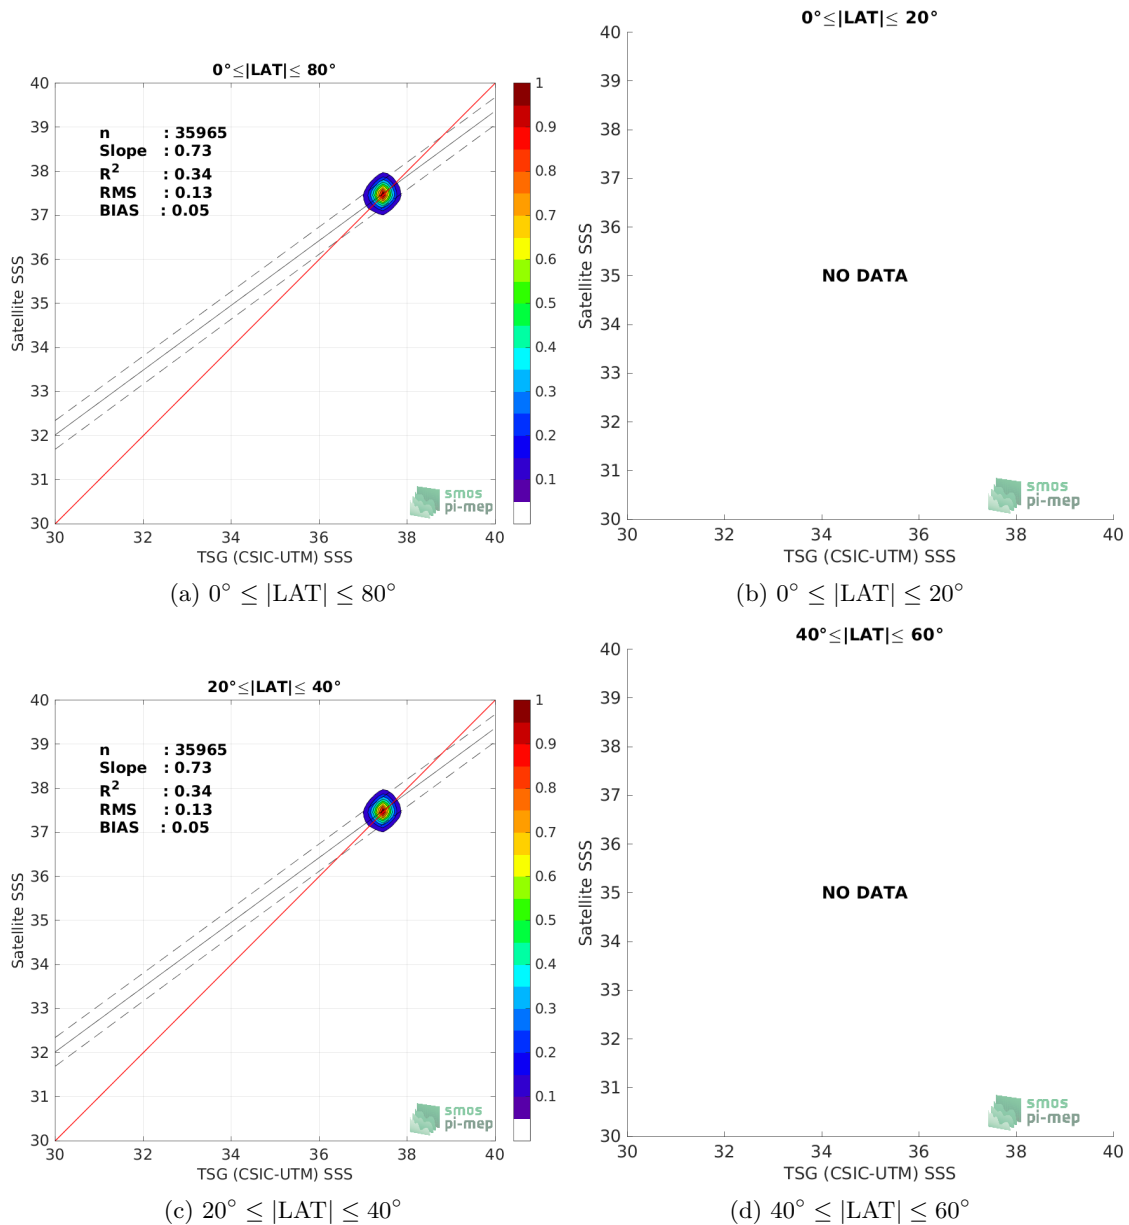 0°≤|LAT|≤ 80°
40
39
38
37
36
35
34
33
32
31
30
Satellite SSS
n : 35965
Slope : 0.73
R² : 0.34
RMS : 0.13
BIAS : 0.05
1
0.9
0.8
0.7
0.6
0.5
0.4
0.3
0.2
0.1
smos
pi-mep
30 32 34 36 38 40
TSG (CSIC-UTM) SSS
(a) 0° ≤ |LAT| ≤ 80°
0°≤|LAT|≤ 20°
40
39
38
37
36
35
34
33
32
31
30
Satellite SSS
NO DATA
smos
pi-mep
30 32 34 36 38 40
TSG (CSIC-UTM) SSS
(b) 0° ≤ |LAT| ≤ 20°
20°≤|LAT|≤ 40°
40
39
38
37
36
35
34
33
32
31
30
Satellite SSS
n : 35965
Slope : 0.73
R² : 0.34
RMS : 0.13
BIAS : 0.05
1
0.9
0.8
0.7
0.6
0.5
0.4
0.3
0.2
0.1
smos
pi-mep
30 32 34 36 38 40
TSG (CSIC-UTM) SSS
(c) 20° ≤ |LAT| ≤ 40°
40°≤|LAT|≤ 60°
40
39
38
37
36
35
34
33
32
31
30
Satellite SSS
NO DATA
smos
pi-mep
30 32 34 36 38 40
TSG (CSIC-UTM) SSS
(d) 40° ≤ |LAT| ≤ 60°